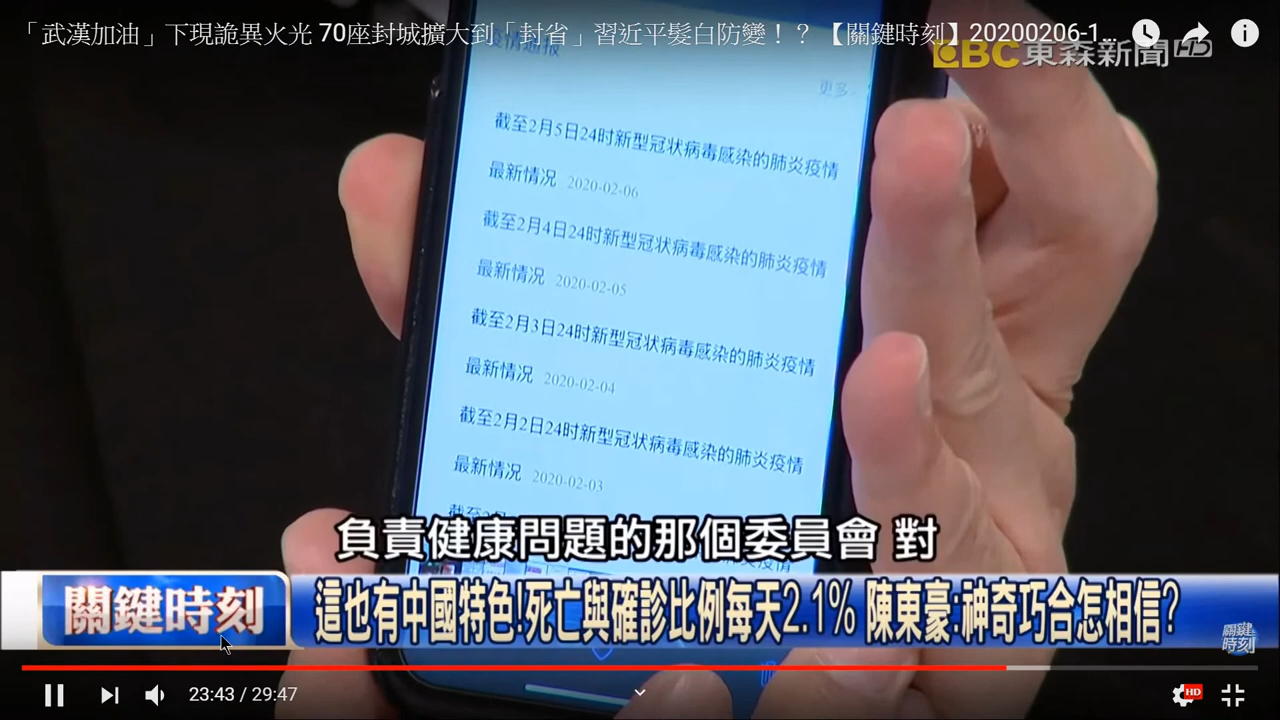 「武漢加油」下現詭異火光 70座封城擴大到「封省」習近平髮白防變！？【關鍵時刻】20200206-1…
EBC東森新聞HD
疫情通报
更多
截至2月5日24时新型冠状病毒感染的肺炎疫情
最新情况 2020-02-06
截至2月4日24时新型冠状病毒感染的肺炎疫情
最新情况 2020-02-05
截至2月3日24时新型冠状病毒感染的肺炎疫情
最新情况 2020-02-04
截至2月2日24时新型冠状病毒感染的肺炎疫情
最新情况 2020-02-03
負責健康問題的那個委員會 對
關鍵時刻
這也有中國特色!死亡與確診比例每天2.1% 陳東豪:神奇巧合怎相信?
關鍵時刻
23:43 / 29:47
HD